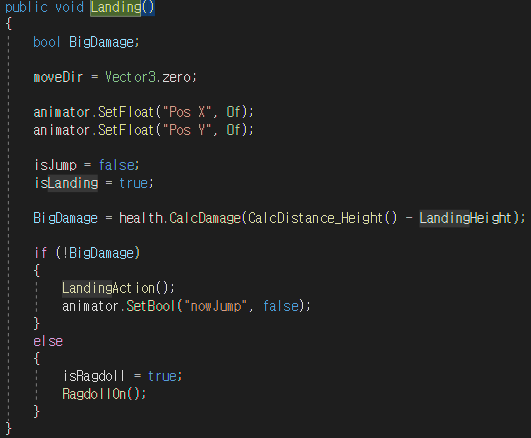 public void Landing()
{
bool BigDamage;
moveDir = Vector3.zero;
animator.SetFloat("Pos X", 0f);
animator.SetFloat("Pos Y", 0f);
isJump = false;
isLanding = true;
BigDamage = health.CalcDamage(CalcDistance_Height() - LandingHeight);
if (!BigDamage)
{
LandingAction();
animator.SetBool("nowJump", false);
}
else
{
isRagdoll = true;
RagdollOn();
}
}